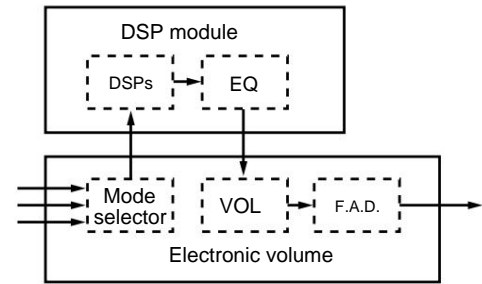 DSP module
DSPs
EQ
Mode
selector
VOL
F.A.D.
Electronic volume